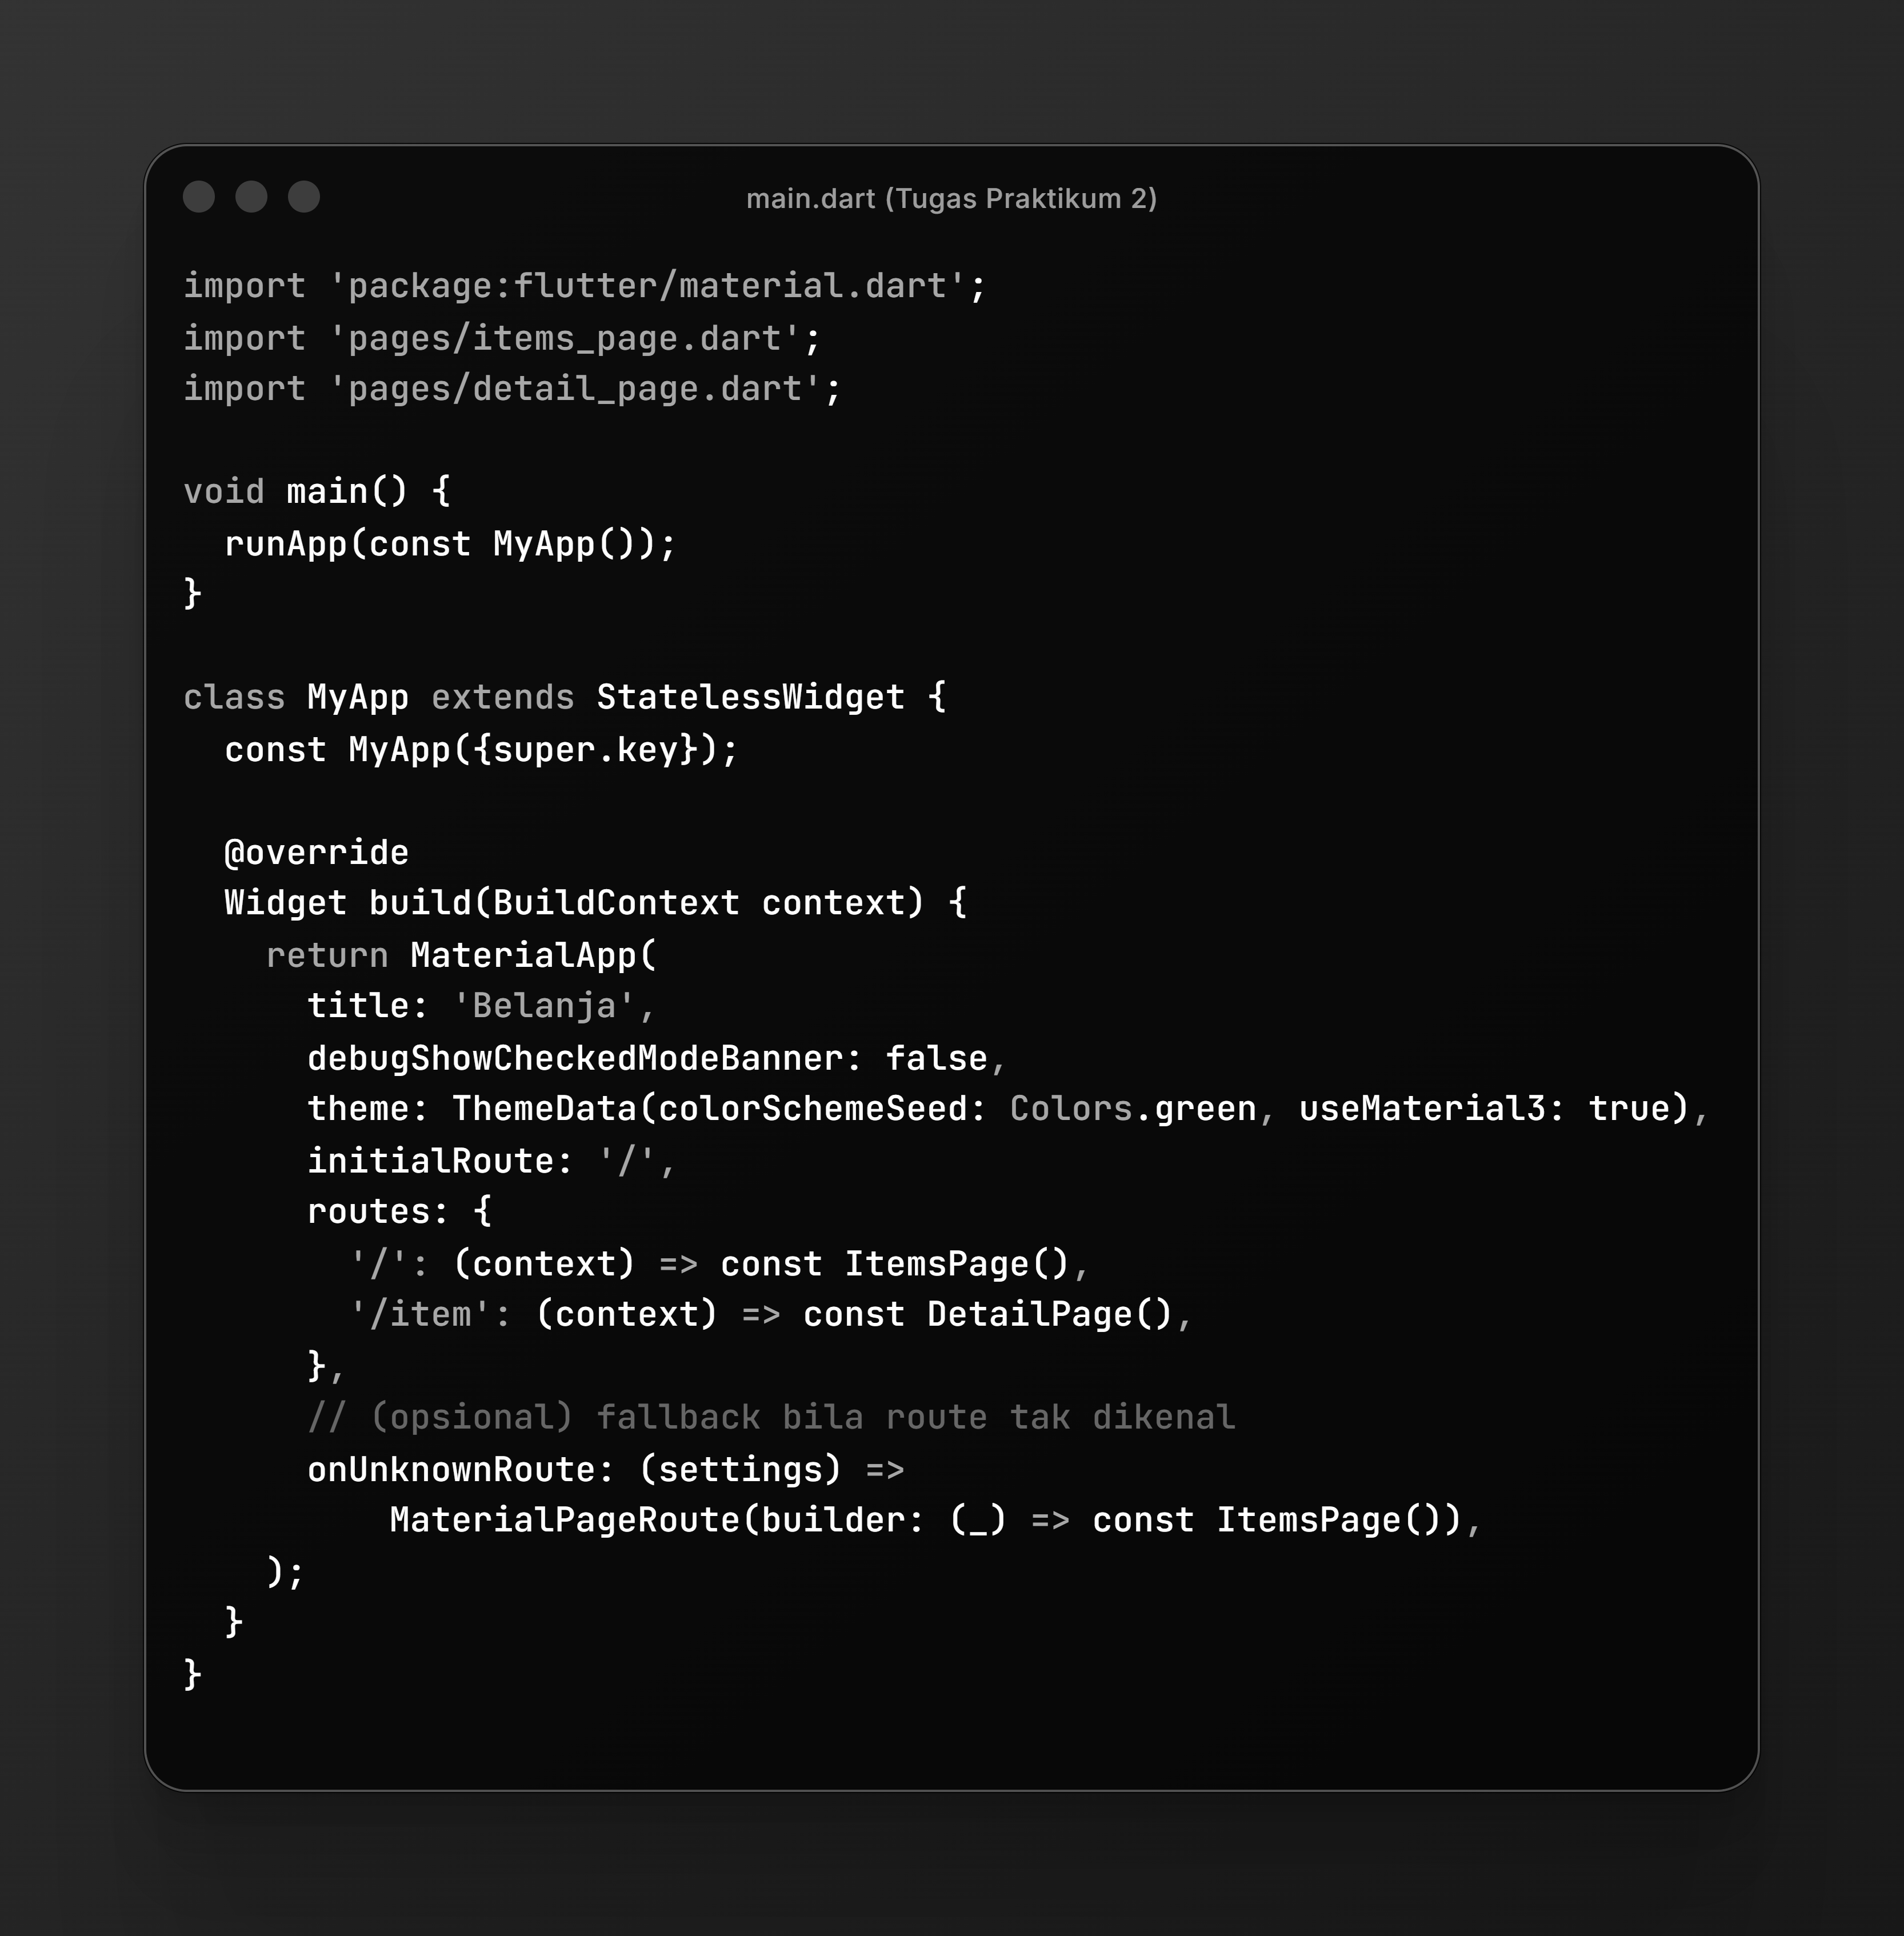 main.dart (Tugas Praktikum 2)
import 'package:flutter/material.dart';
import 'pages/items_page.dart';
import 'pages/detail_page.dart';

void main() {
  runApp(const MyApp());
}

class MyApp extends StatelessWidget {
  const MyApp({super.key});

  @override
  Widget build(BuildContext context) {
    return MaterialApp(
      title: 'Belanja',
      debugShowCheckedModeBanner: false,
      theme: ThemeData(colorSchemeSeed: Colors.green, useMaterial3: true),
      initialRoute: '/',
      routes: {
        '/': (context) => const ItemsPage(),
        '/item': (context) => const DetailPage(),
      },
      // (opsional) fallback bila route tak dikenal
      onUnknownRoute: (settings) =>
          MaterialPageRoute(builder: (_) => const ItemsPage()),
    );
  }
}